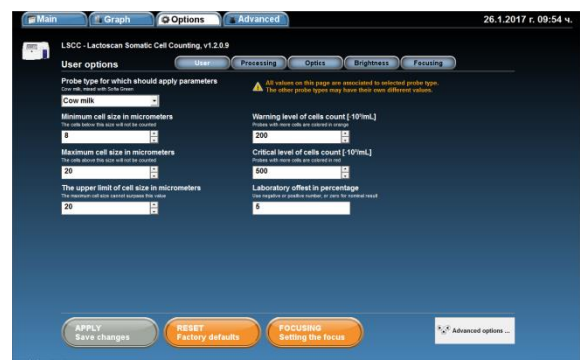 Main
Graph
Options
Advanced
26.1.2017 г. 09:54 ч.
LSCC - Lactoscan Somatic Cell Counting, v1.2.0.9
User options
User
Processing
Optics
Brightness
Focusing
Probe type for which should apply parameters
Cow milk, mixed with Sofia Green
Cow milk
All values on this page are associated to selected probe type.
The other probe types may have their own different values.
Minimum cell size in micrometers
The cells below this size will not be counted
8
Warning level of cells count [·10³/mL]
Probes with more cells are colored in orange
200
Maximum cell size in micrometers
The cells above this size will not be counted
20
Critical level of cells count [·10³/mL]
Probes with more cells are colored in red
500
The upper limit of cell size in micrometers
The maximum cell size cannot surpass this value
20
Laboratory offest in percentage
Use negative or positive number, or zero for nominal result
5
APPLY
Save changes
RESET
Factory defaults
FOCUSING
Setting the focus
Advanced options ...